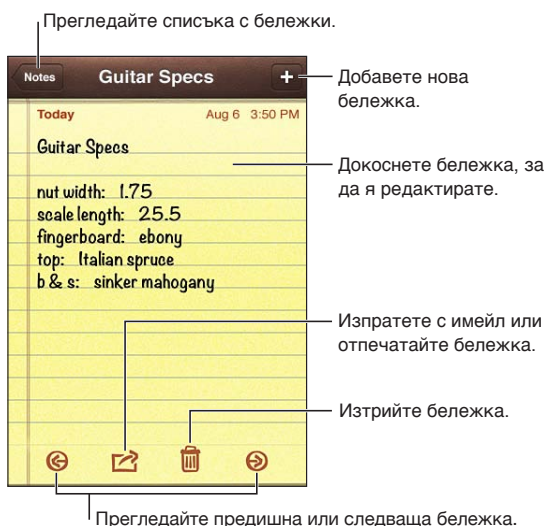 Прегледайте списъка с бележки.
Notes
Guitar Specs
+
Добавете нова
бележка.
Today
Aug 6 3:50 PM
Guitar Specs
Докоснете бележка, за
да я редактирате.
nut width: 1.75
scale length: 25.5
fingerboard: ebony
top: Italian spruce
b & s: sinker mahogany
Изпратете с имейл или
отпечатайте бележка.
Изтрийте бележка.
Прегледайте предишна или следваща бележка.